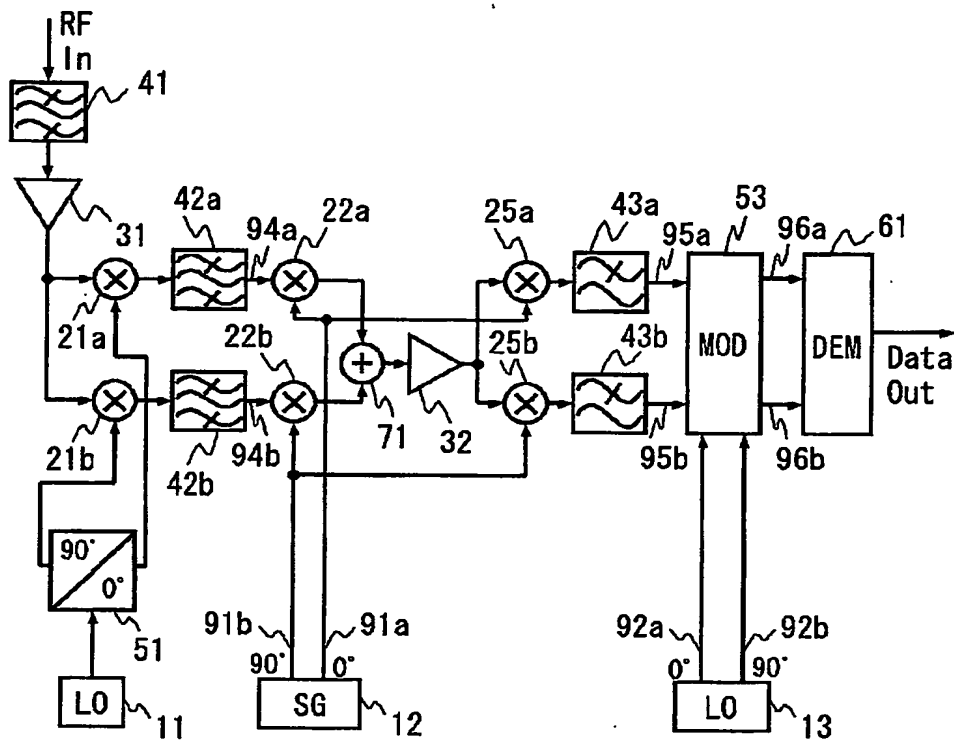 RF
In
41
31
42a
94a
22a
25a
43a
95a
53
96a
61
21a
22b
25b
43b
MOD
DEM
Data
Out
71
32
21b
42b
94b
95b
96b
90°
0°
51
91b
91a
92a
92b
90°
0°
0°
90°
LO
11
SG
12
LO
13